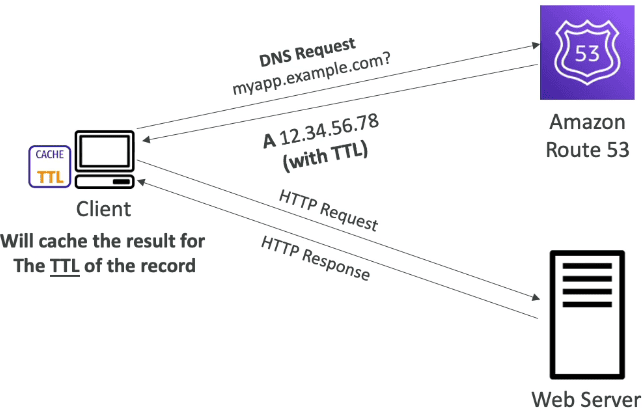 DNS Request
myapp.example.com?
53
Amazon
Route 53
A 12.34.56.78
(with TTL)
CACHE
TTL
Client
Will cache the result for
The TTL of the record
HTTP Request
HTTP Response
Web Server